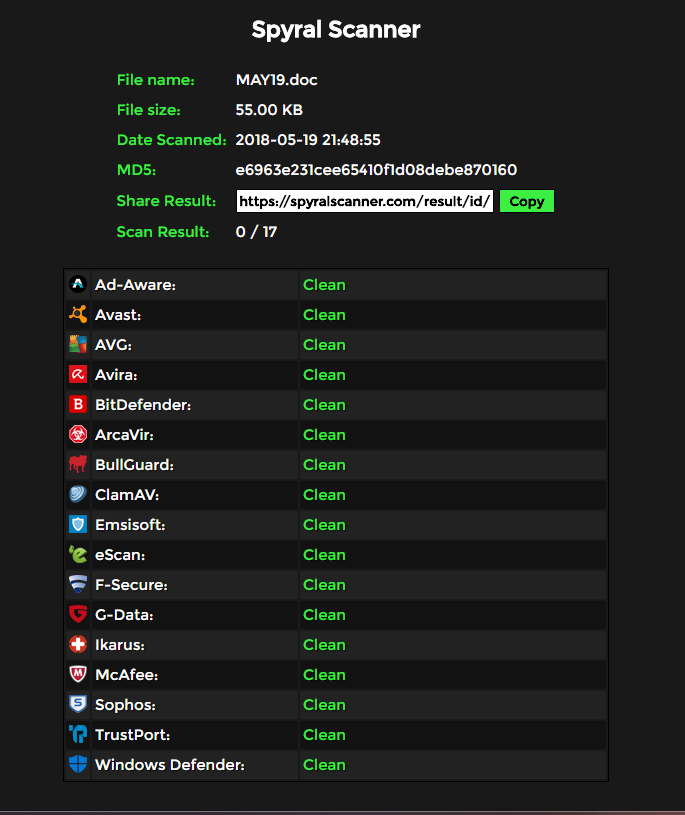 Spyral Scanner
File name: MAY19.doc
File size: 55.00 KB
Date Scanned: 2018-05-19 21:48:55
MD5: e6963e231cee65410f1d08debe870160
Share Result: https://spyralscanner.com/result/id/ Copy
Scan Result: 0 / 17
Ad-Aware: Clean
Avast: Clean
AVG: Clean
Avira: Clean
BitDefender: Clean
ArcaVir: Clean
BullGuard: Clean
ClamAV: Clean
Emsisoft: Clean
eScan: Clean
F-Secure: Clean
G-Data: Clean
Ikarus: Clean
McAfee: Clean
Sophos: Clean
TrustPort: Clean
Windows Defender: Clean